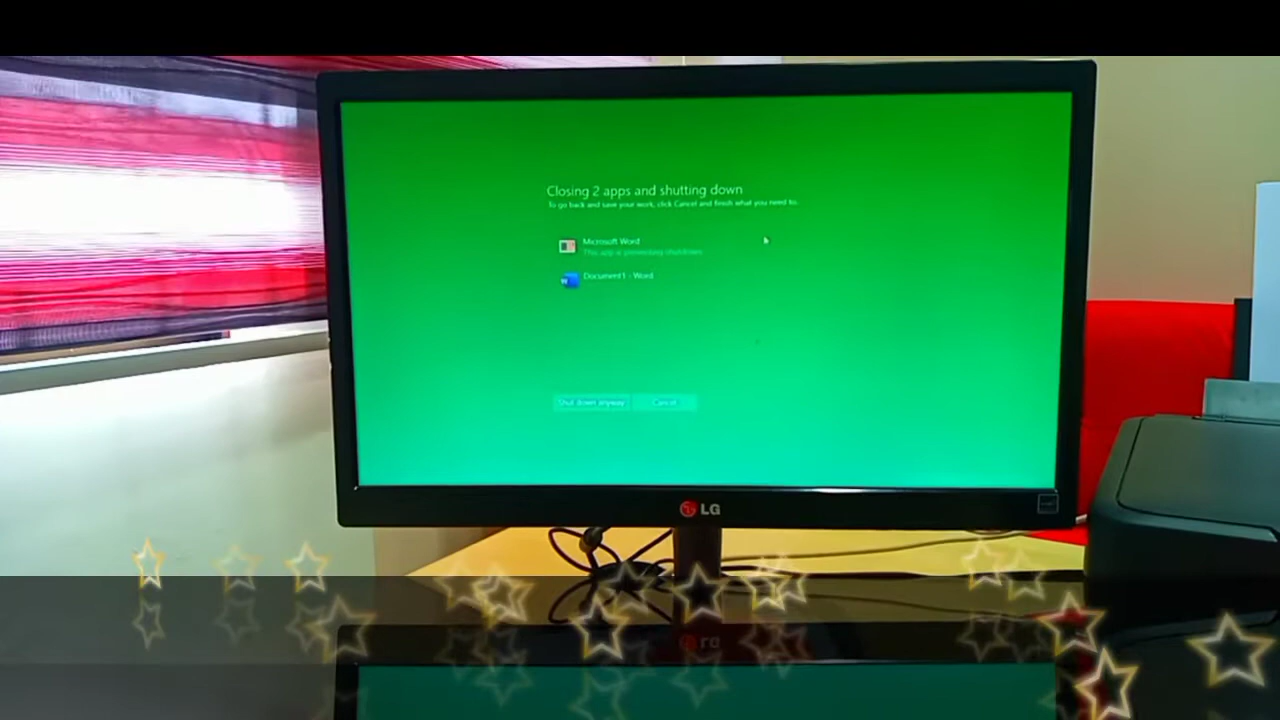 Closing 2 apps and shutting down
To go back and save your work, click Cancel and finish what you need to.
Microsoft Word
This app is preventing shutdown.
Document1 - Word
Shut down anyway
Cancel
LG